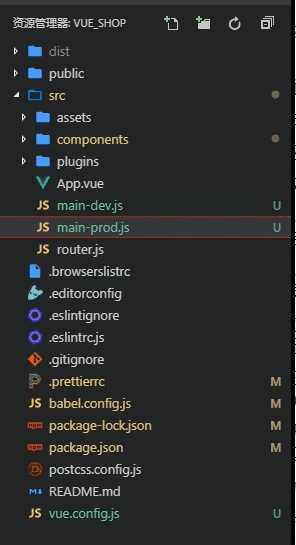 资源管理器: VUE_SHOP
dist
public
src
assets
components
plugins
App.vue
JS main-dev.js U
JS main-prod.js U
JS router.js
.browserslistrc
.editorconfig
.eslintignore
.eslintrc.js
.gitignore
.prettierrc M
JS babel.config.js M
package-lock.json M
package.json M
postcss.config.js
README.md
JS vue.config.js U